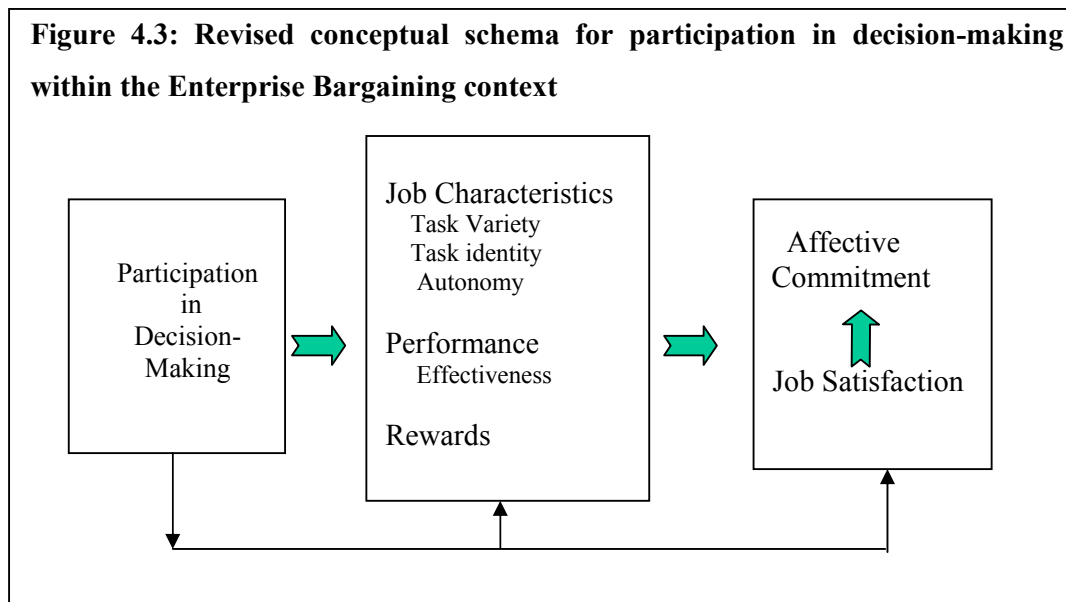 Figure 4.3: Revised conceptual schema for participation in decision-making
within the Enterprise Bargaining context
Participation
in
Decision-
Making
Job Characteristics
Task Variety
Task identity
Autonomy
Performance
Effectiveness
Rewards
Affective
Commitment
Job Satisfaction